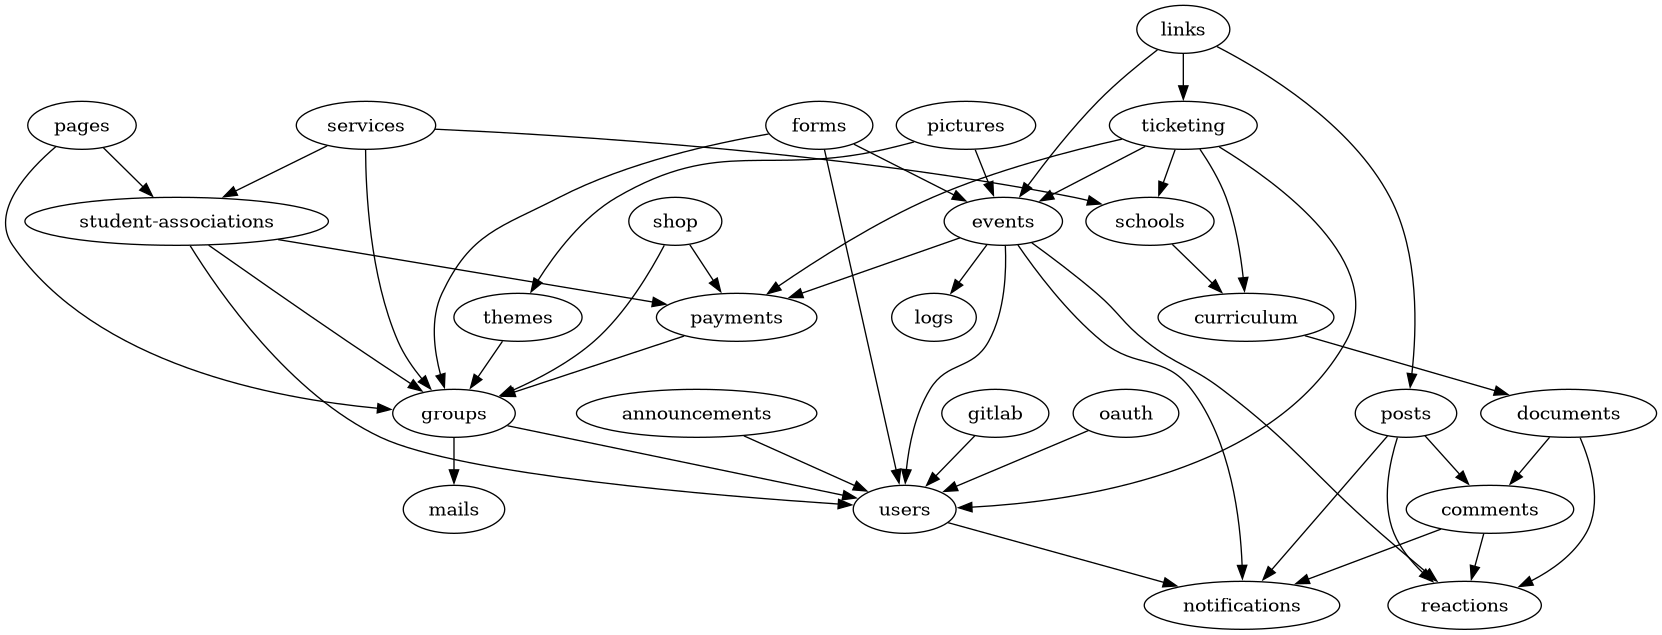 links
pages
services
forms
pictures
ticketing
student-associations
shop
events
schools
themes
payments
logs
curriculum
groups
announcements
gitlab
oauth
posts
documents
mails
users
comments
notifications
reactions